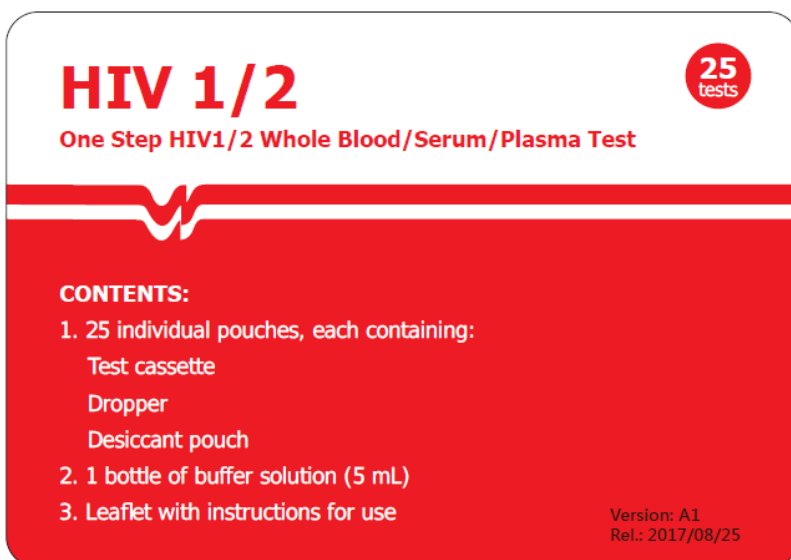 HIV 1/2
25
tests
One Step HIV1/2 Whole Blood/Serum/Plasma Test
CONTENTS:
1. 25 individual pouches, each containing:
Test cassette
Dropper
Desiccant pouch
2. 1 bottle of buffer solution (5 mL)
3. Leaflet with instructions for use
Version: A1
Rel.: 2017/08/25